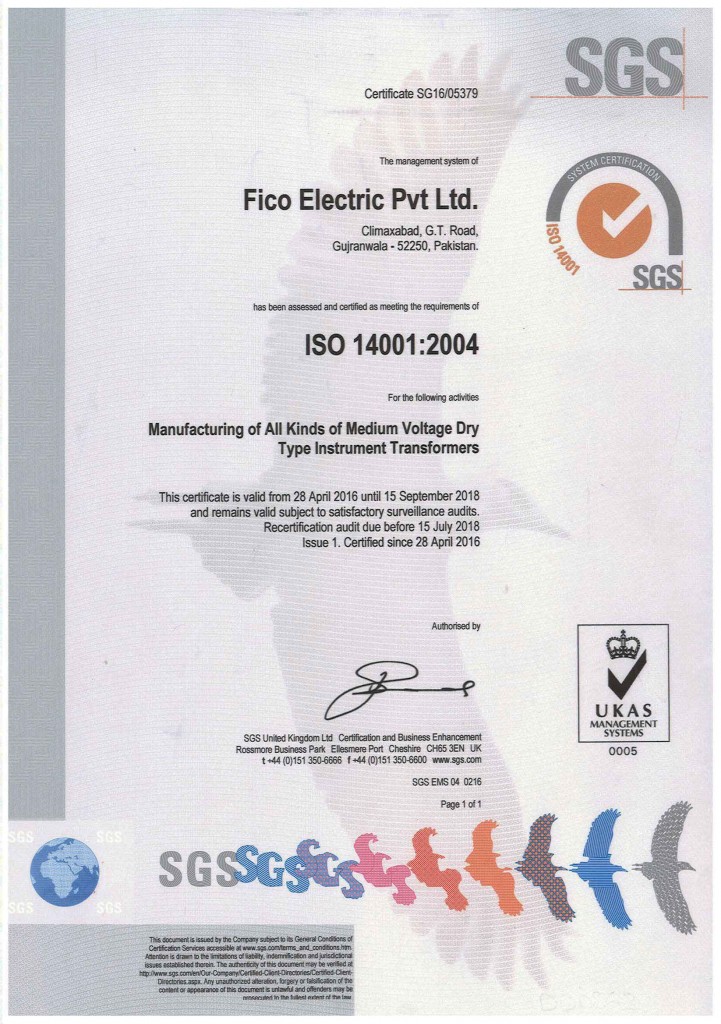 SGS
Certificate SG16/05379
The management system of
Fico Electric Pvt Ltd.
Climaxabad, G.T. Road,
Gujranwala - 52250, Pakistan.
SYSTEM CERTIFICATION
ISO 14001
SGS
has been assessed and certified as meeting the requirements of
ISO 14001:2004
For the following activities
Manufacturing of All Kinds of Medium Voltage Dry
Type Instrument Transformers
This certificate is valid from 28 April 2016 until 15 September 2018
and remains valid subject to satisfactory surveillance audits.
Recertification audit due before 15 July 2018
Issue 1. Certified since 28 April 2016
Authorised by
SGS United Kingdom Ltd Certification and Business Enhancement
Rossmore Business Park Ellesmere Port Cheshire CH65 3EN UK
t +44 (0)151 350-6666 f +44 (0)151 350-6600 www.sgs.com
SGS EMS 04 0216
Page 1 of 1
UKAS
MANAGEMENT
SYSTEMS
0005
SGS SGS
SGS SGS
SGS SGS SGS
This document is issued by the Company subject to its General Conditions of
Certification Services accessible at www.sgs.com/terms_and_conditions.htm.
Attention is drawn to the limitations of liability, indemnification and jurisdictional
issues established therein. The authenticity of this document may be verified at
http://www.sgs.com/en/Our-Company/Certified-Client-Directories/Certified-Client-
Directories.aspx. Any unauthorized alteration, forgery or falsification of the
content or appearance of this document is unlawful and offenders may be
prosecuted to the fullest extent of the law.